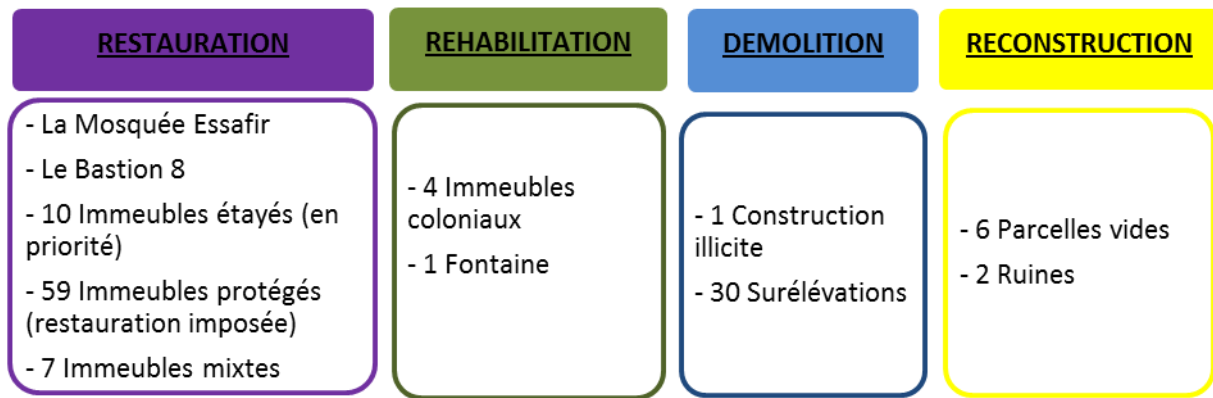 RESTAURATION
- La Mosquée Essafir
- Le Bastion 8
- 10 Immeubles étayés (en
priorité)
- 59 Immeubles protégés
(restauration imposée)
- 7 Immeubles mixtes
REHABILITATION
- 4 Immeubles
coloniaux
- 1 Fontaine
DEMOLITION
- 1 Construction
illicite
- 30 Surélévations
RECONSTRUCTION
- 6 Parcelles vides
- 2 Ruines